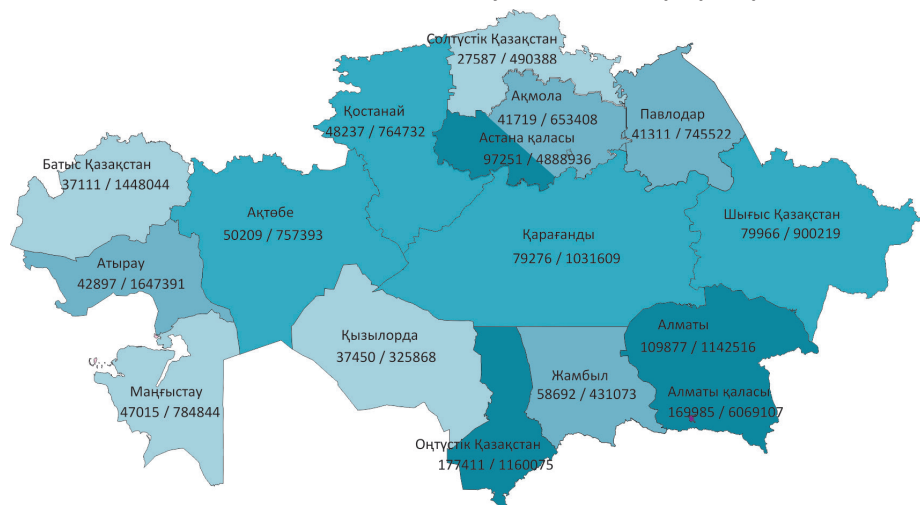 Солтүстік Қазақстан
27587 / 490388
Ақмола
41719 / 653408
Павлодар
41311 / 745522
Қостанай
48237 / 764732
Астана қаласы
97251 / 4888936
Батыс Қазақстан
37111 / 1448044
Ақтөбе
50209 / 757393
Қарағанды
79276 / 1031609
Шығыс Қазақстан
79966 / 900219
Атырау
42897 / 1647391
Қызылорда
37450 / 325868
Алматы
109877 / 1142516
Жамбыл
58692 / 431073
Маңғыстау
47015 / 784844
Алматы қаласы
169985 / 6069107
Оңтүстік Қазақстан
177411 / 1160075